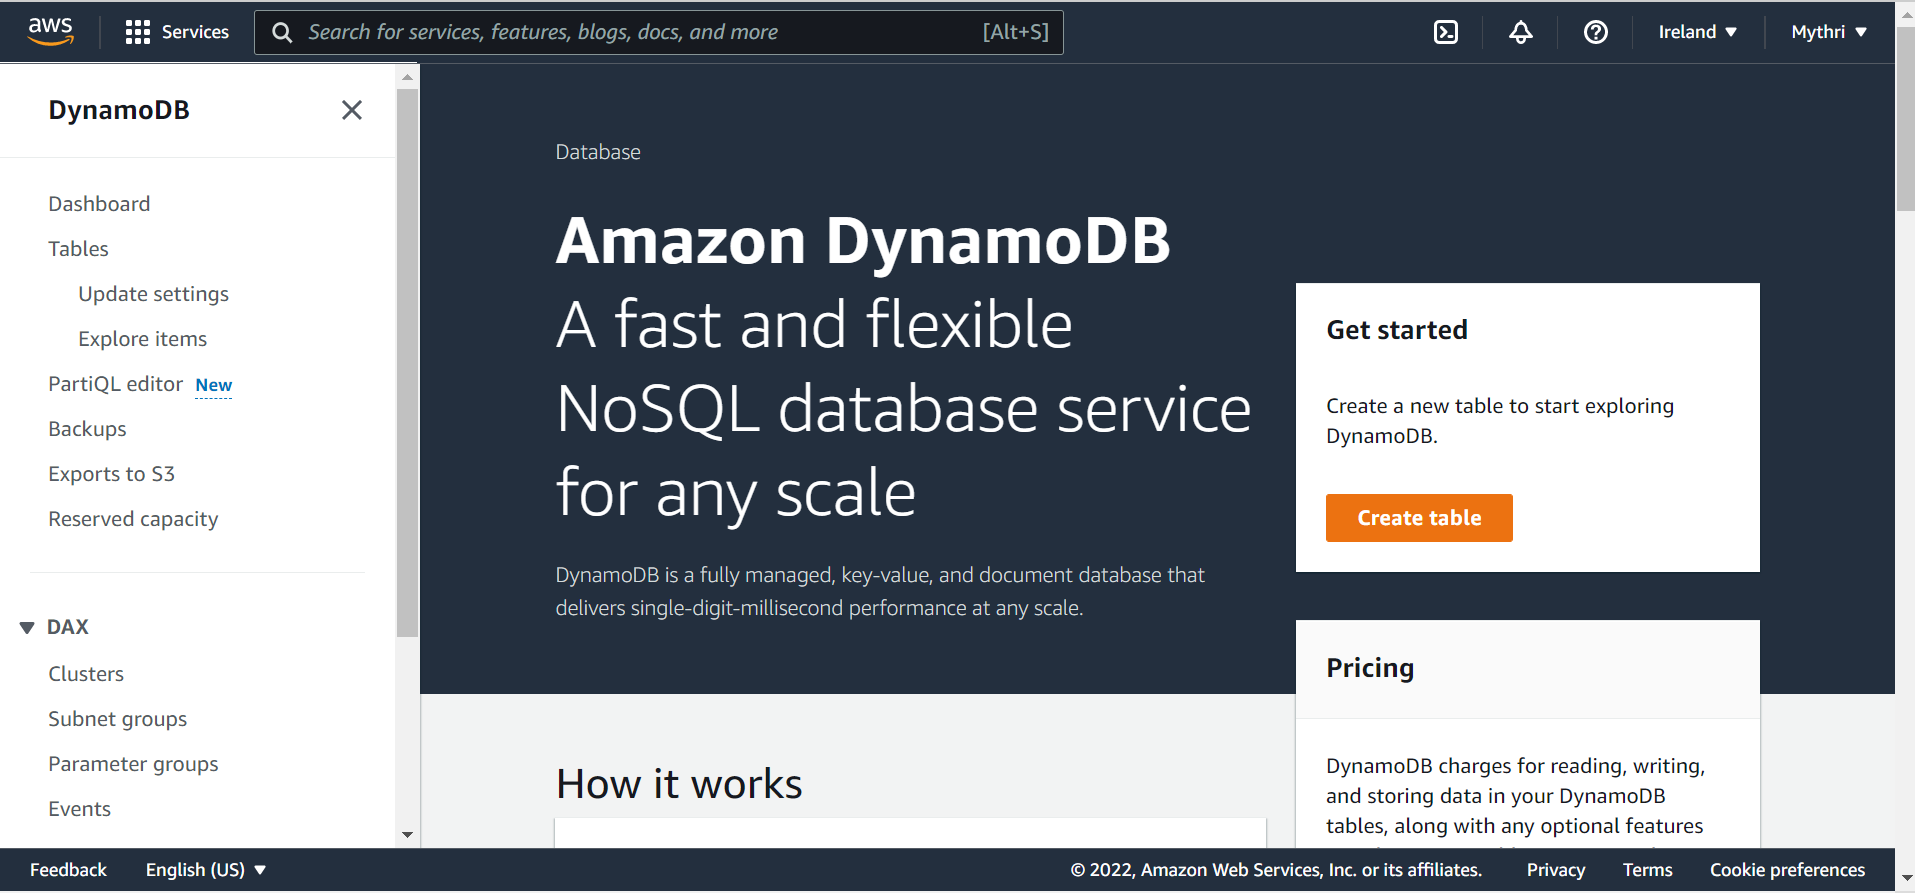 aws
Services
Search for services, features, blogs, docs, and more [Alt+S]
Ireland
Mythri
DynamoDB
Dashboard
Tables
Update settings
Explore items
PartiQL editor New
Backups
Exports to S3
Reserved capacity
DAX
Clusters
Subnet groups
Parameter groups
Events
Database
Amazon DynamoDB
A fast and flexible
NoSQL database service
for any scale
DynamoDB is a fully managed, key-value, and document database that
delivers single-digit-millisecond performance at any scale.
Get started
Create a new table to start exploring
DynamoDB.
Create table
Pricing
DynamoDB charges for reading, writing,
and storing data in your DynamoDB
tables, along with any optional features
How it works
Feedback
English (US)
© 2022, Amazon Web Services, Inc. or its affiliates.
Privacy
Terms
Cookie preferences